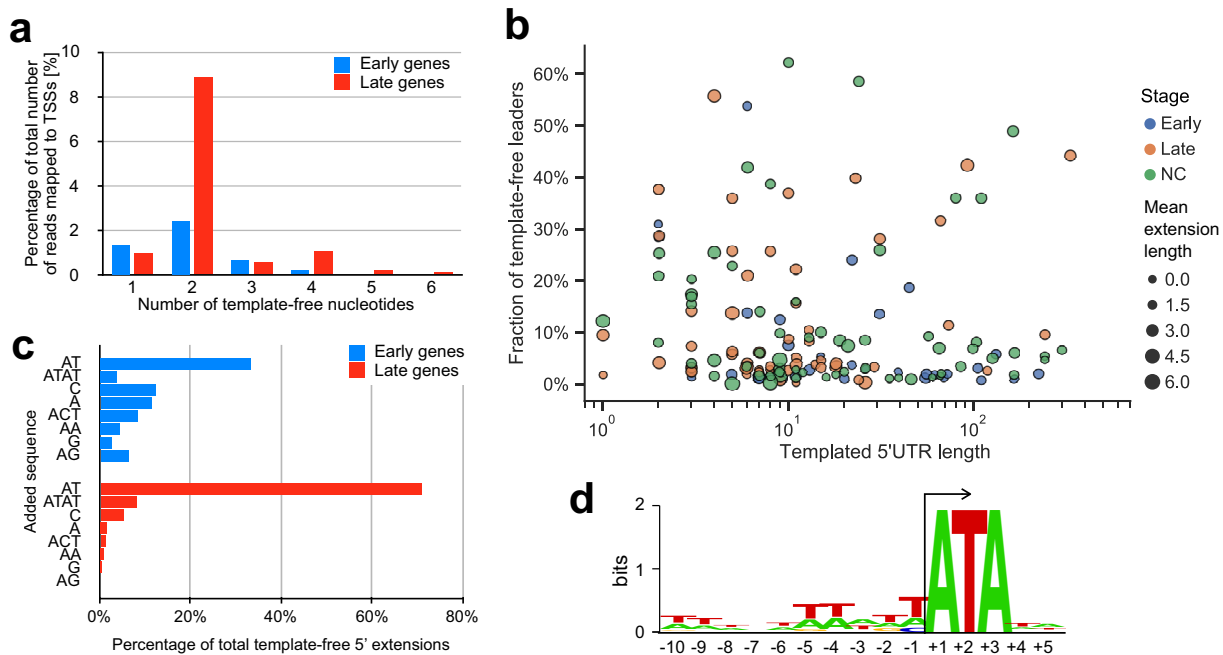 a
Percentage of total number
of reads mapped to TSSs [%]
10
8
6
4
2
0
Early genes
Late genes
1 2 3 4 5 6
Number of template-free nucleotides
b
Fraction of template-free leaders
60%
50%
40%
30%
20%
10%
0%
10^0 10^1 10^2
Templated 5'UTR length
Stage
Early
Late
NC
Mean
extension
length
0.0
1.5
3.0
4.5
6.0
c
Early genes
Late genes
Added sequence
AT
ATAT
C
A
ACT
AA
G
AG
AT
ATAT
C
A
ACT
AA
G
AG
0% 20% 40% 60% 80%
Percentage of total template-free 5’ extensions
d
bits
2
1
0
ATA
-10 -9 -8 -7 -6 -5 -4 -3 -2 -1 +1 +2 +3 +4 +5